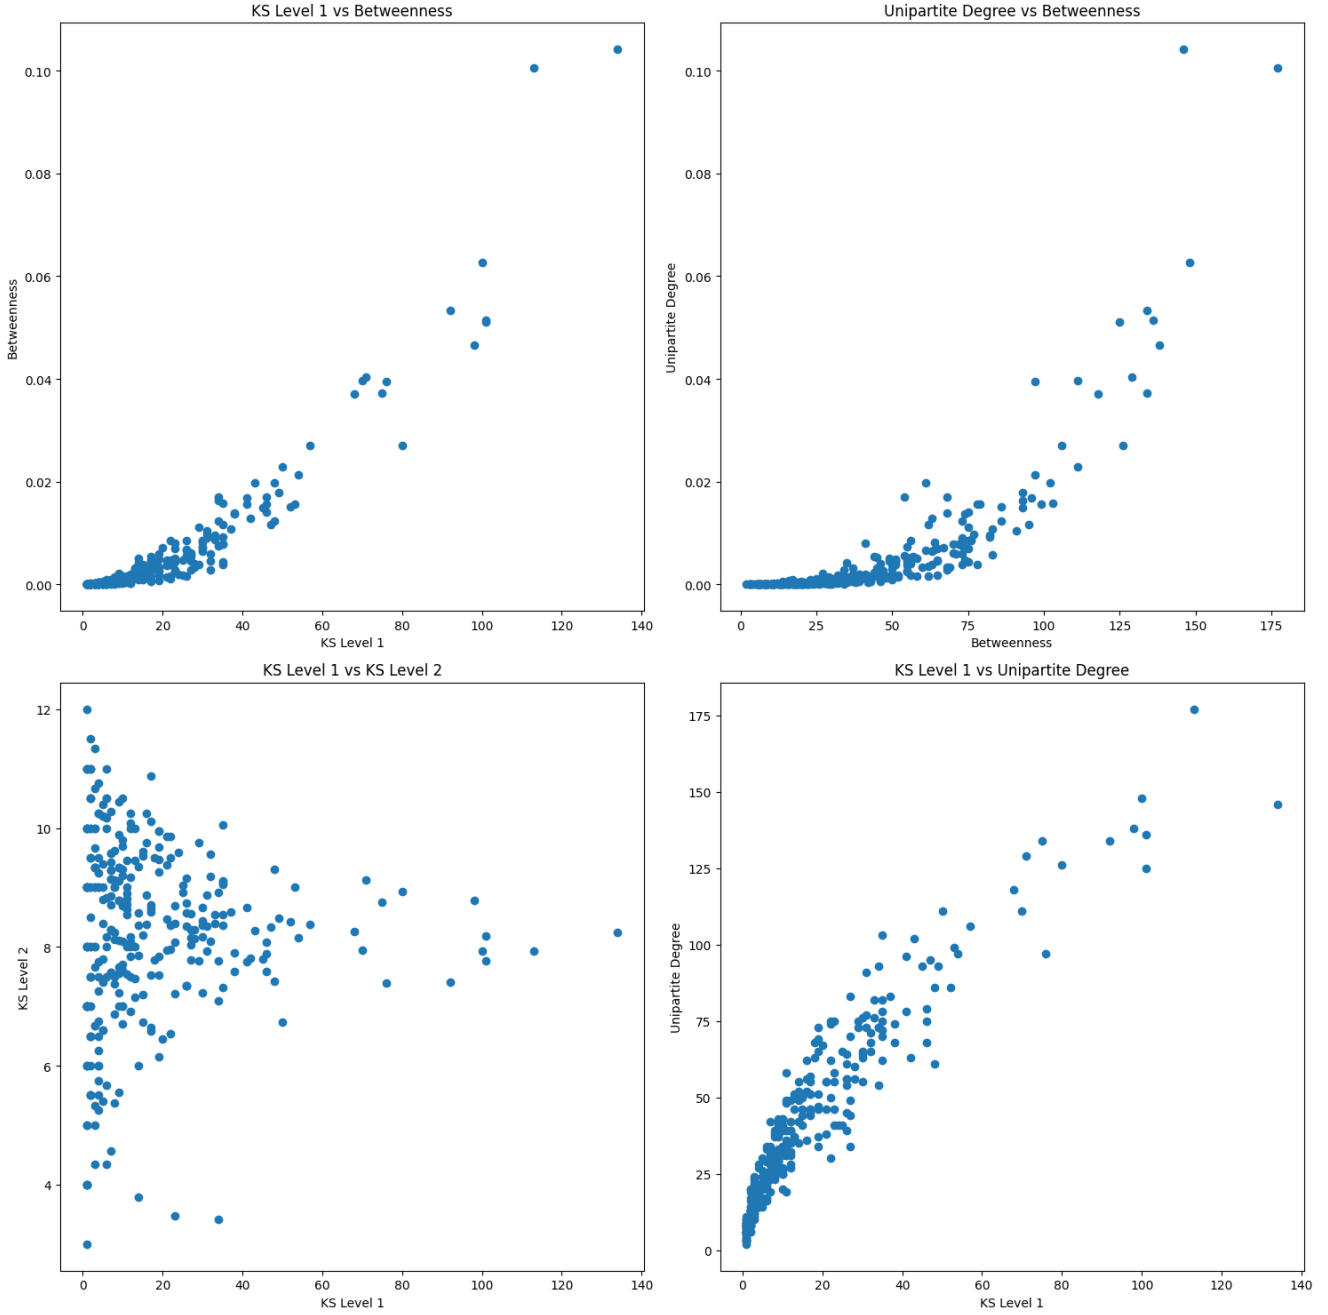 KS Level 1 vs Betweenness
Betweenness
0.10
0.08
0.06
0.04
0.02
0.00
0 20 40 60 80 100 120 140
KS Level 1
Unipartite Degree vs Betweenness
Unipartite Degree
0.10
0.08
0.06
0.04
0.02
0.00
0 25 50 75 100 125 150 175
Betweenness
KS Level 1 vs KS Level 2
KS Level 2
12
10
8
6
4
0 20 40 60 80 100 120 140
KS Level 1
KS Level 1 vs Unipartite Degree
Unipartite Degree
175
150
125
100
75
50
25
0
0 20 40 60 80 100 120 140
KS Level 1